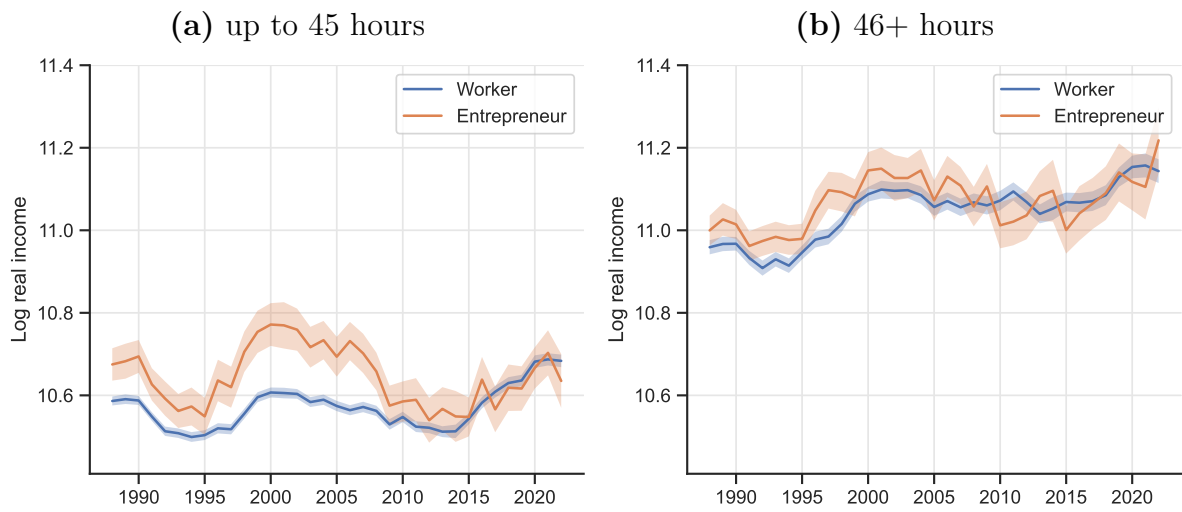 (a) up to 45 hours
11.4
11.2
11.0
10.8
10.6
Log real income
Worker
Entrepreneur
1990 1995 2000 2005 2010 2015 2020
(b) 46+ hours
11.4
11.2
11.0
10.8
10.6
Log real income
Worker
Entrepreneur
1990 1995 2000 2005 2010 2015 2020